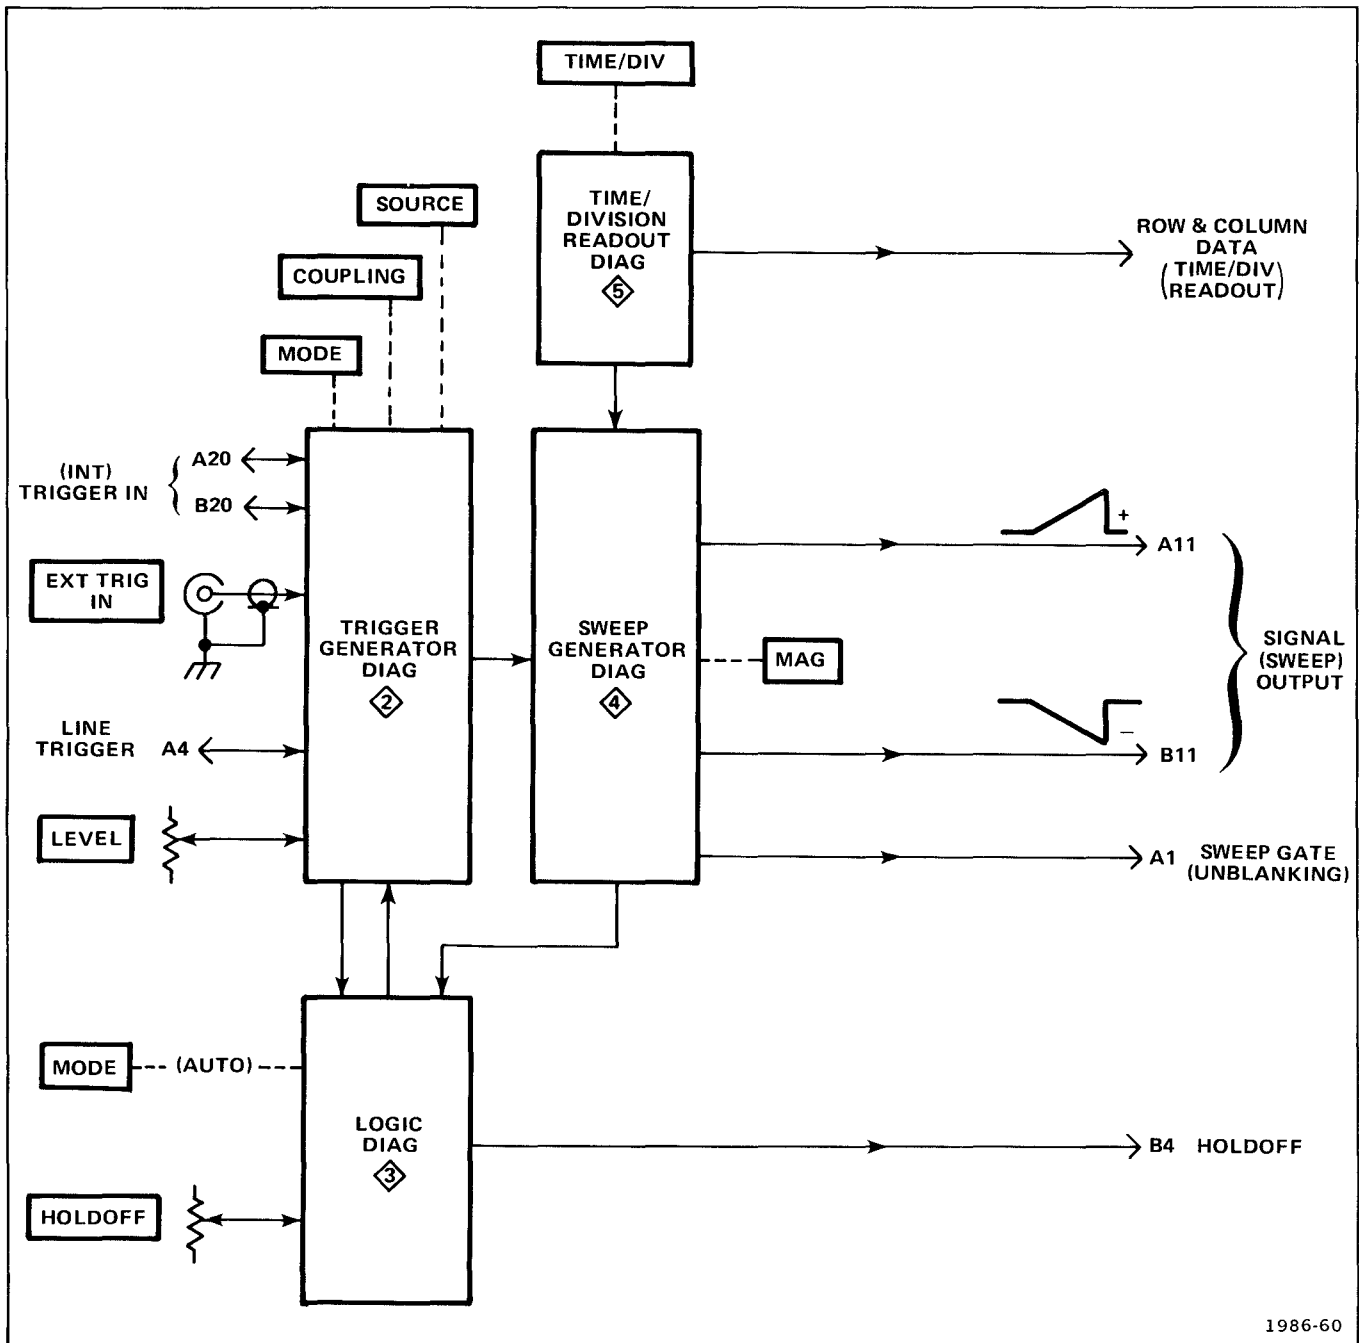 TIME/DIV
TIME/
DIVISION
READOUT
DIAG
5
ROW & COLUMN
DATA
(TIME/DIV)
(READOUT)
SOURCE
COUPLING
MODE
(INT)
TRIGGER IN
A20
B20
EXT TRIG
IN
LINE
TRIGGER
A4
LEVEL
TRIGGER
GENERATOR
DIAG
2
SWEEP
GENERATOR
DIAG
4
MAG
+
A11
–
B11
SIGNAL
(SWEEP)
OUTPUT
A1
SWEEP GATE
(UNBLANKING)
MODE
(AUTO)
HOLDOFF
LOGIC
DIAG
3
B4 HOLDOFF
1986-60